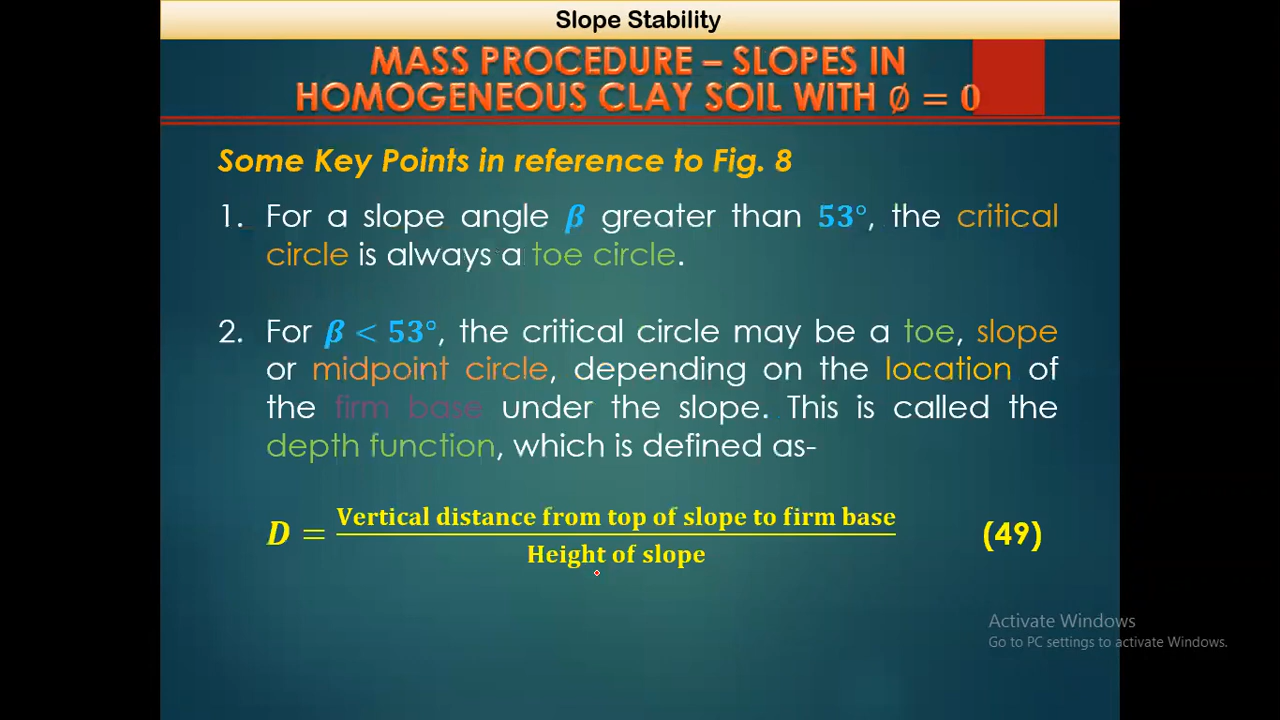 Slope Stability
MASS PROCEDURE – SLOPES IN
HOMOGENEOUS CLAY SOIL WITH ∅ = 0
Some Key Points in reference to Fig. 8
1. For a slope angle β greater than 53°, the critical
circle is always a toe circle.
2. For β < 53°, the critical circle may be a toe, slope
or midpoint circle, depending on the location of
the firm base under the slope. This is called the
depth function, which is defined as-
D = Vertical distance from top of slope to firm base / Height of slope (49)
Activate Windows
Go to PC settings to activate Windows.